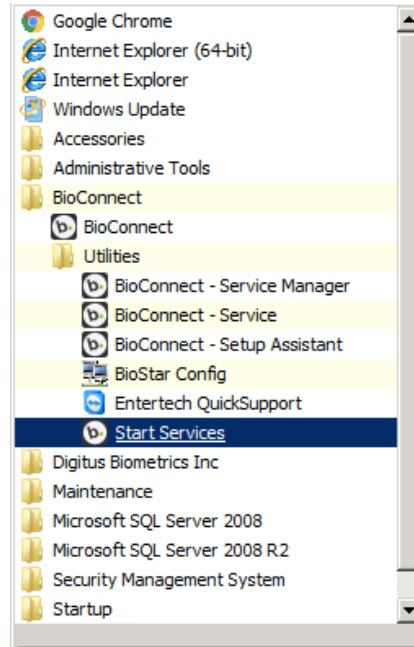 Google Chrome
Internet Explorer (64-bit)
Internet Explorer
Windows Update
Accessories
Administrative Tools
BioConnect
BioConnect
Utilities
BioConnect - Service Manager
BioConnect - Service
BioConnect - Setup Assistant
BioStar Config
Entertech QuickSupport
Start Services
Digitus Biometrics Inc
Maintenance
Microsoft SQL Server 2008
Microsoft SQL Server 2008 R2
Security Management System
Startup